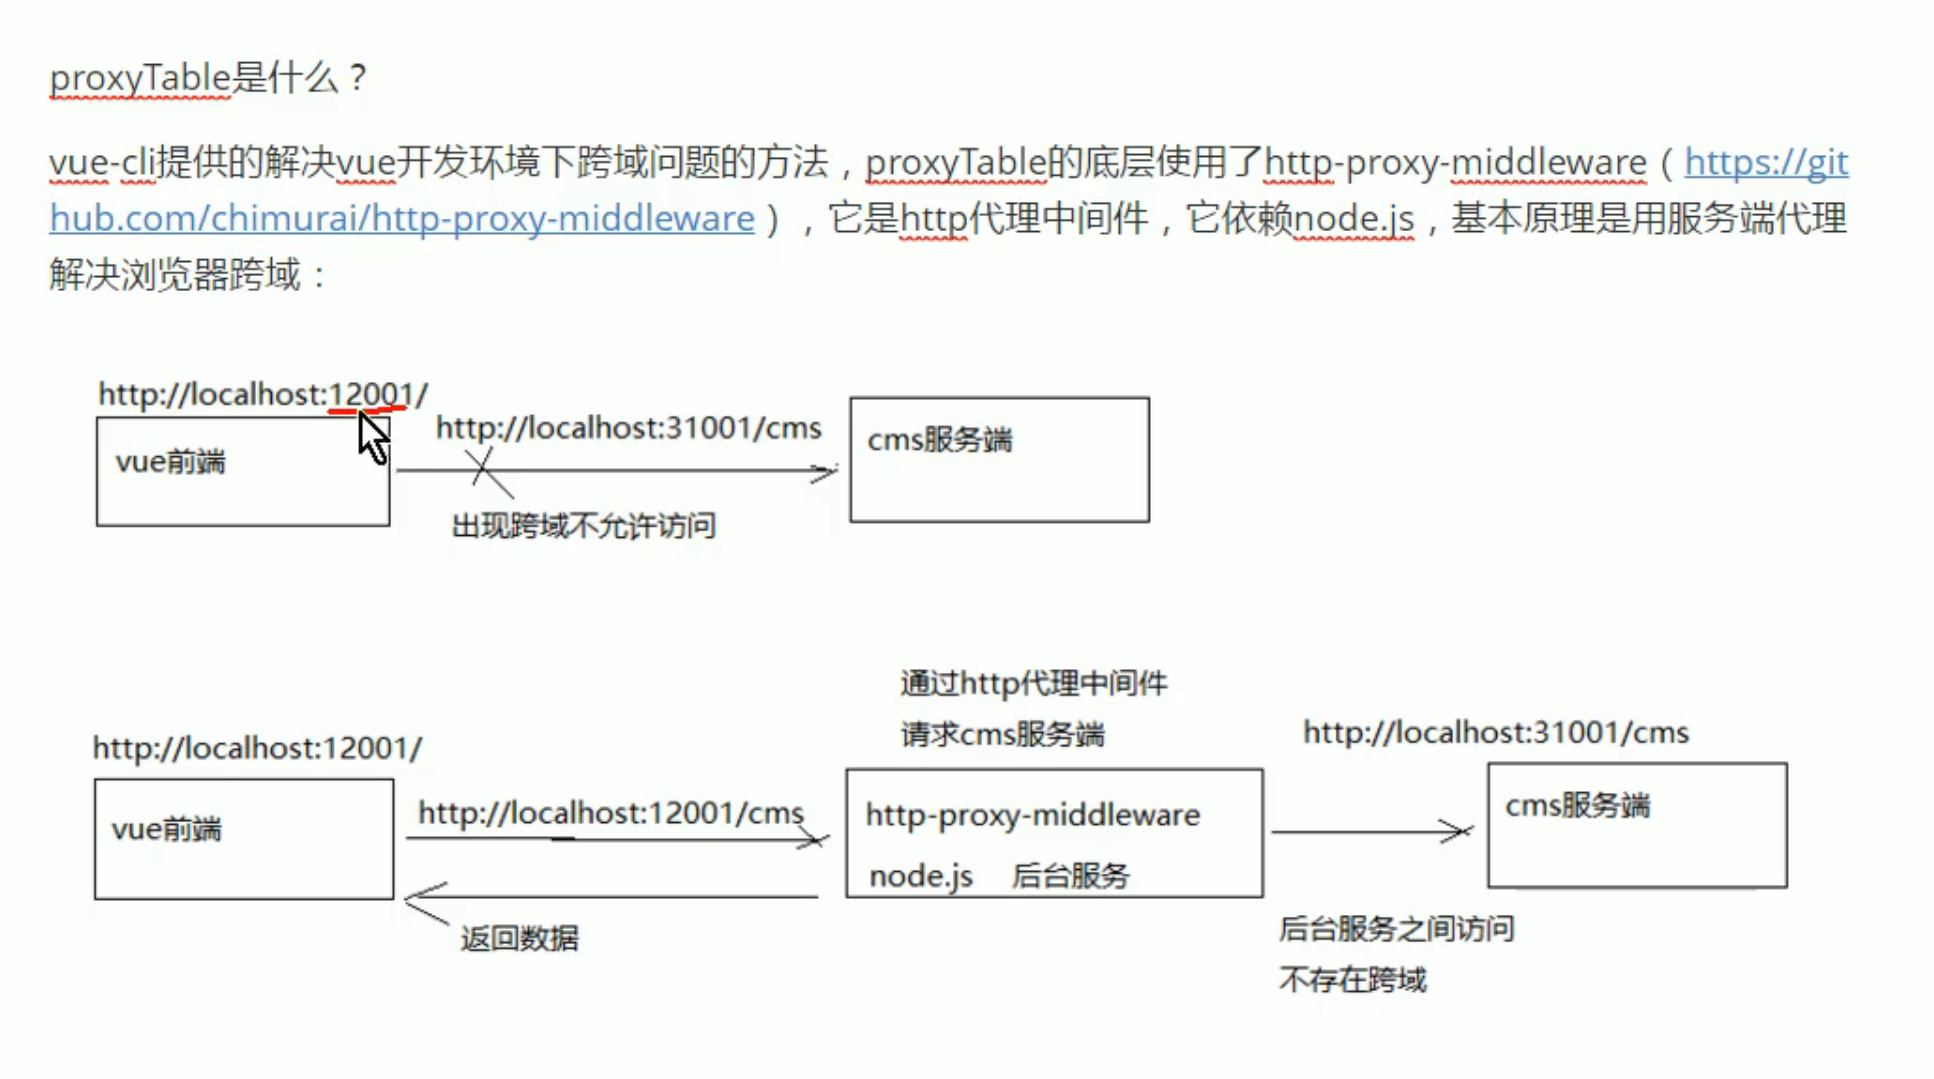 proxyTable是什么？
vue-cli提供的解决vue开发环境下跨域问题的方法，proxyTable的底层使用了http-proxy-middleware（https://git
hub.com/chimurai/http-proxy-middleware），它是http代理中间件，它依赖node.js，基本原理是用服务端代理
解决浏览器跨域：
http://localhost:12001/
http://localhost:31001/cms
vue前端
cms服务端
出现跨域不允许访问
通过http代理中间件
请求cms服务端
http://localhost:31001/cms
http://localhost:12001/
vue前端
http://localhost:12001/cms
http-proxy-middleware
node.js 后台服务
cms服务端
返回数据
后台服务之间访问
不存在跨域